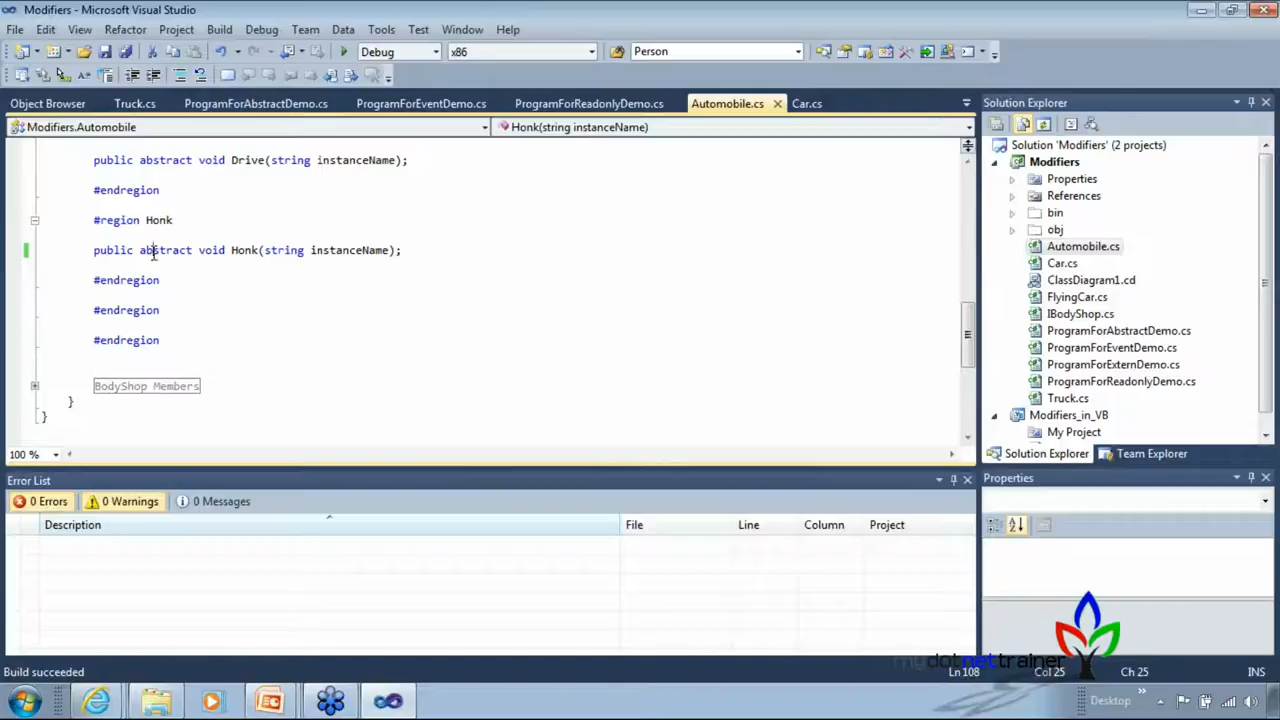 Modifiers - Microsoft Visual Studio
File Edit View Refactor Project Build Debug Team Data Tools Test Window Help
Debug x86 Person
Object Browser Truck.cs ProgramForAbstractDemo.cs ProgramForEventDemo.cs ProgramForReadonlyDemo.cs Automobile.cs Car.cs
Modifiers.Automobile Honk(string instanceName)
public abstract void Drive(string instanceName);
#endregion
#region Honk
public abstract void Honk(string instanceName);
#endregion
#endregion
#endregion
BodyShop Members
}
}
100 %
Solution Explorer
Solution 'Modifiers' (2 projects)
Modifiers
Properties
References
bin
obj
Automobile.cs
Car.cs
ClassDiagram1.cd
FlyingCar.cs
IBodyShop.cs
ProgramForAbstractDemo.cs
ProgramForEventDemo.cs
ProgramForExternDemo.cs
ProgramForReadonlyDemo.cs
Truck.cs
Modifiers_in_VB
My Project
Solution Explorer Team Explorer
Error List
0 Errors 0 Warnings 0 Messages
Description File Line Column Project
Properties
mydotnettrainer
Build succeeded Ln 108 Col 25 Ch 25 INS
Desktop